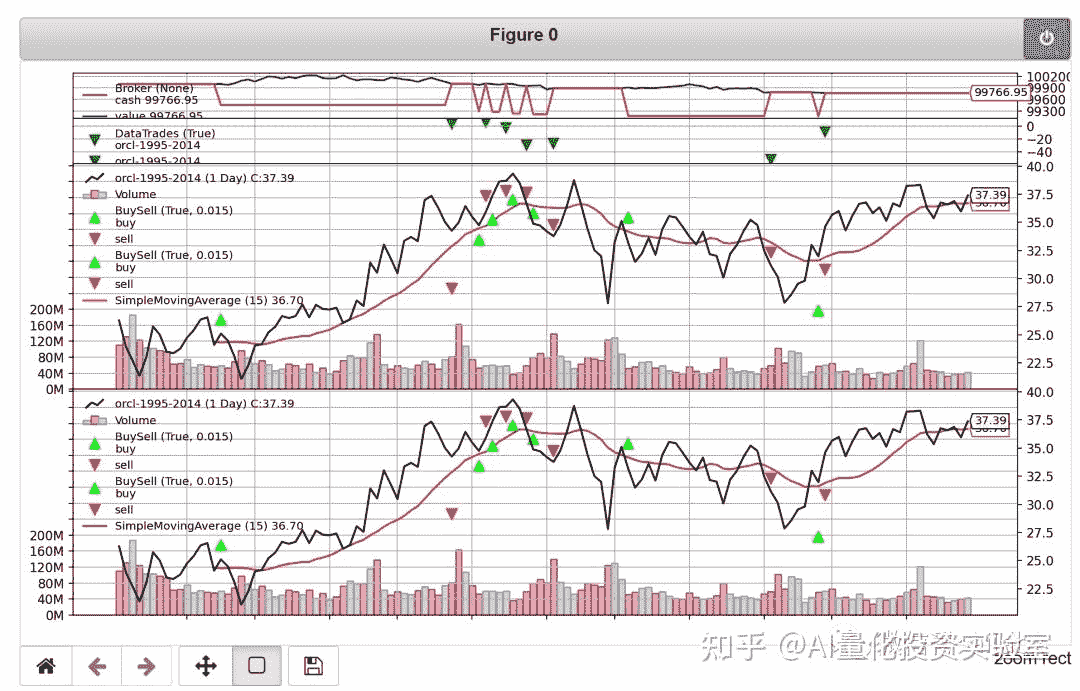 Figure 0
Broker (None)
cash 99766.95
value 99766.95
100200
99900
99600
99300
99766.95
DataTrades (True)
orcl-1995-2014
orcl-1995-2014
0
−20
−40
orcl-1995-2014 (1 Day) C:37.39
Volume
BuySell (True, 0.015)
buy
sell
BuySell (True, 0.015)
buy
sell
SimpleMovingAverage (15) 36.70
200M
160M
120M
80M
40M
0M
40.0
37.5
35.0
32.5
30.0
27.5
25.0
22.5
37.39
36.70
orcl-1995-2014 (1 Day) C:37.39
Volume
BuySell (True, 0.015)
buy
sell
BuySell (True, 0.015)
buy
sell
SimpleMovingAverage (15) 36.70
200M
160M
120M
80M
40M
0M
40.0
37.5
35.0
32.5
30.0
27.5
25.0
22.5
37.39
36.70
知乎 @AI量化投资实验室
zoom rect